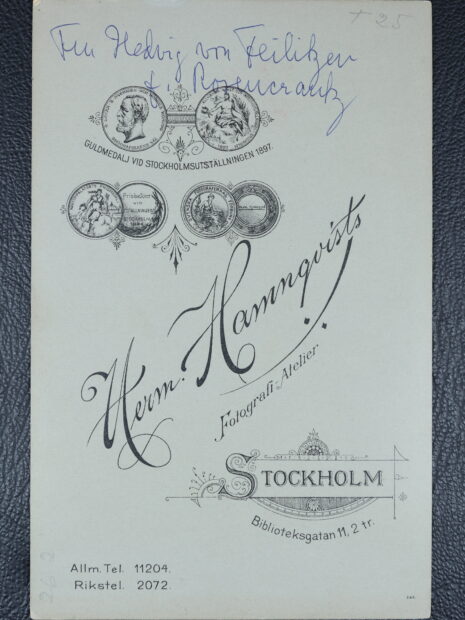 + 25
Fru Hedvig von Feilitzen
f. Rosencrantz
GULDMEDALJ VID STOCKHOLMSUTSTÄLLNINGEN 1897.
Herm. Hamnqvists
Fotografi-Atelier
STOCKHOLM
Biblioteksgatan 11, 2 tr.
Allm. Tel. 11204.
Rikstel. 2072.